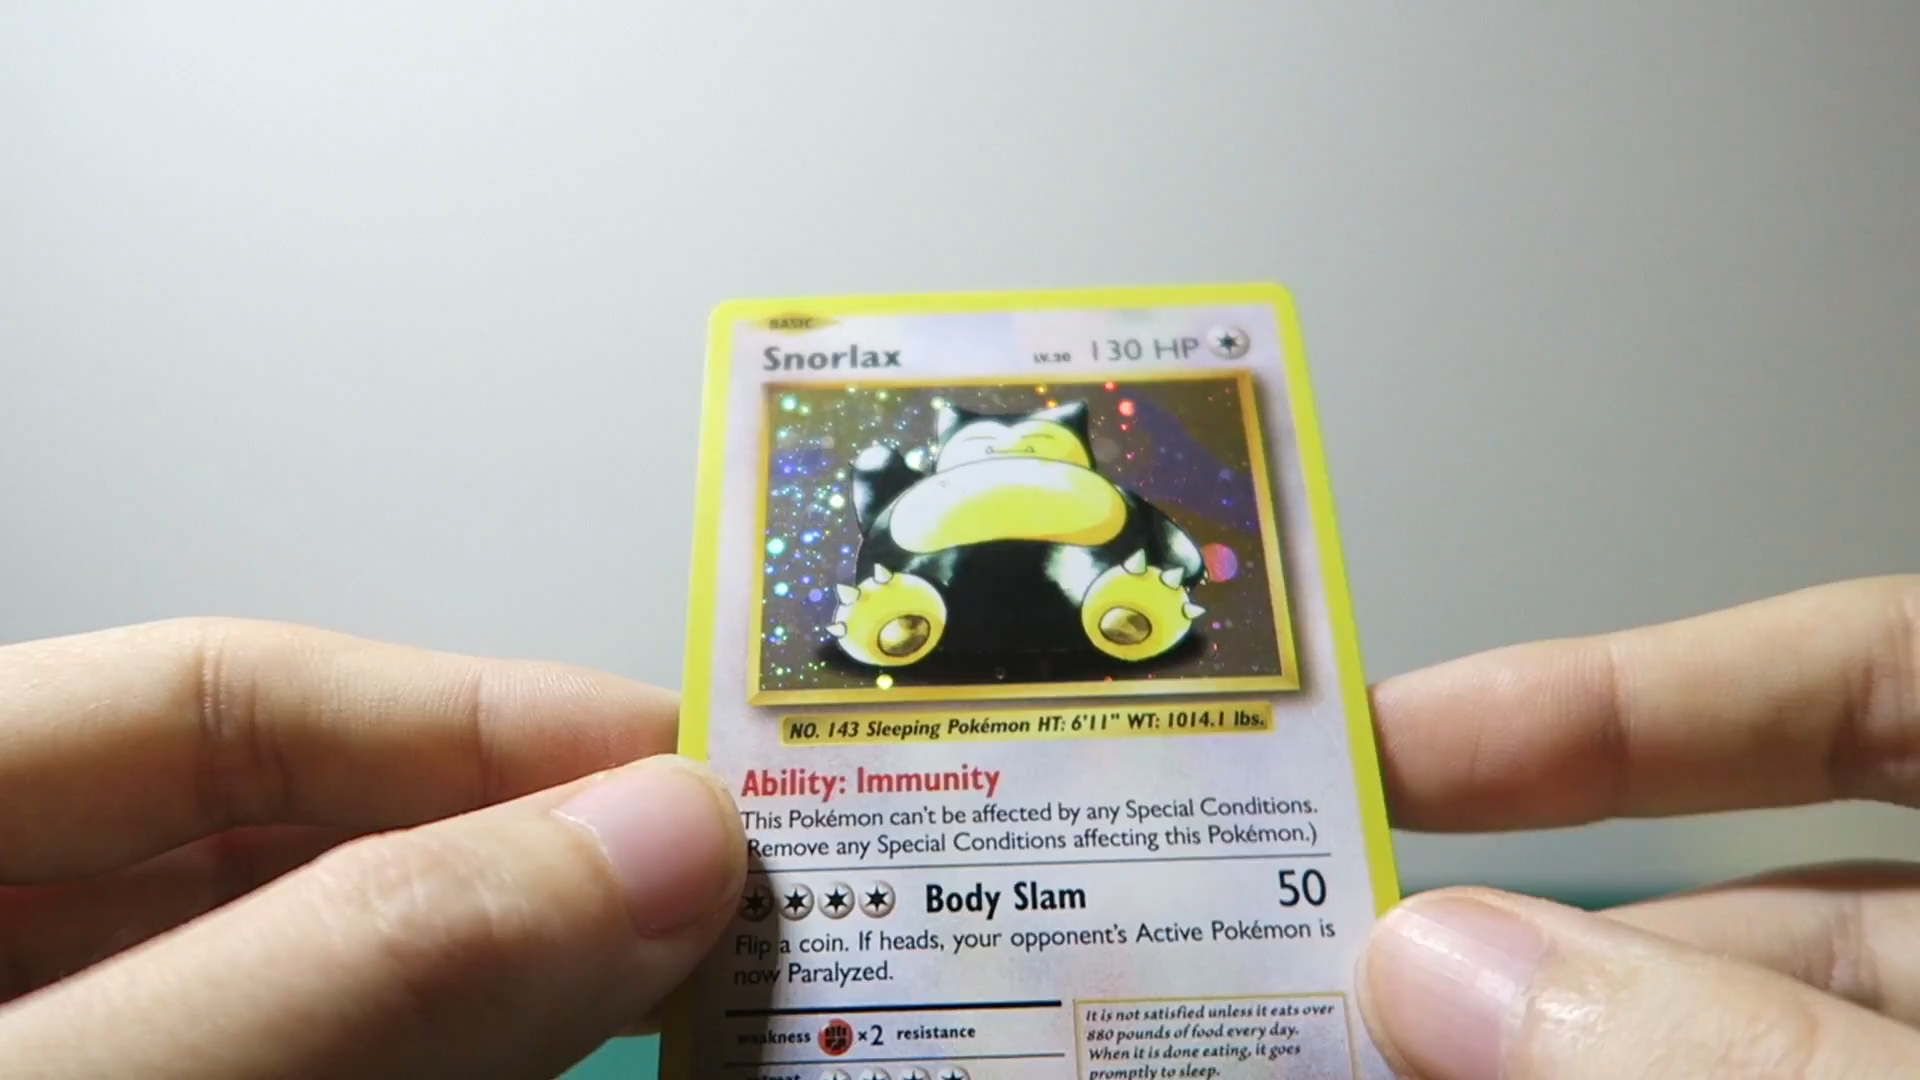 BASIC
Snorlax LV.20 130 HP
NO. 143 Sleeping Pokémon HT: 6'11" WT: 1014.1 lbs.
Ability: Immunity
This Pokémon can't be affected by any Special Conditions.
Remove any Special Conditions affecting this Pokémon.)
Body Slam 50
Flip a coin. If heads, your opponent's Active Pokémon is
now Paralyzed.
weakness ×2 resistance
It is not satisfied unless it eats over
880 pounds of food every day.
When it is done eating, it goes
promptly to sleep.